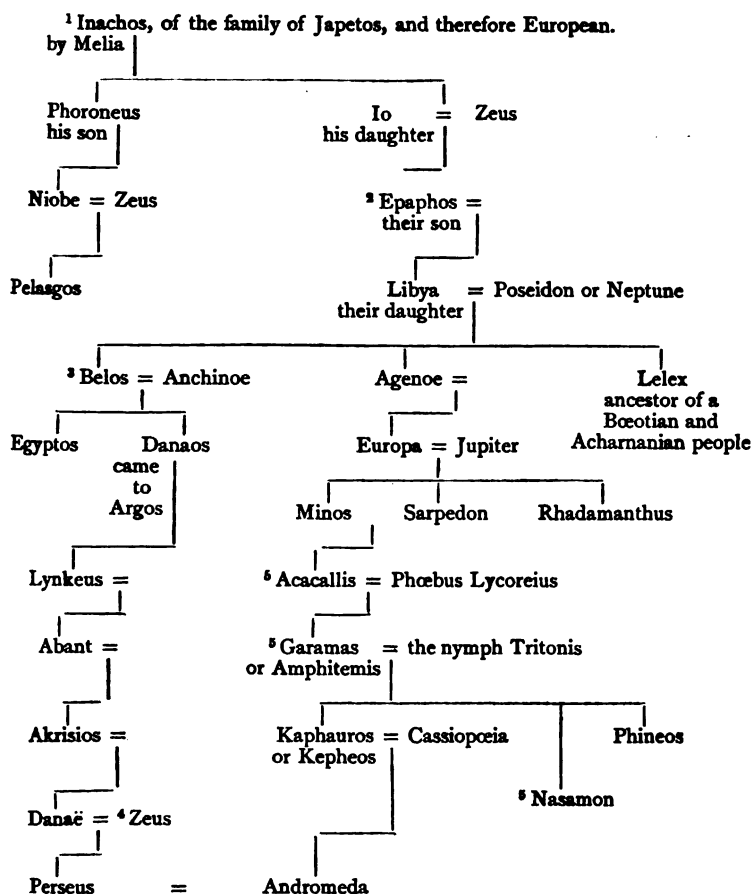 ¹ Inachos, of the family of Japetos, and therefore European.
by Melia
Phoroneus Io = Zeus
his son his daughter
Niobe = Zeus ² Epaphos =
their son
Pelasgos Libya = Poseidon or Neptune
their daughter
³ Belos = Anchinoe Agenoe = Lelex
ancestor of a
Bœotian and
Egyptos Danaos Europa = Jupiter Acharnanian people
came
to
Argos Minos Sarpedon Rhadamanthus
Lynkeus = ⁵ Acacallis = Phœbus Lycoreius
Abant = ⁵ Garamas = the nymph Tritonis
or Amphitemis
Akrisios = Kaphauros = Cassiopœia Phineos
or Kepheos
⁵ Nasamon
Danaë = ⁴ Zeus
Perseus = Andromeda